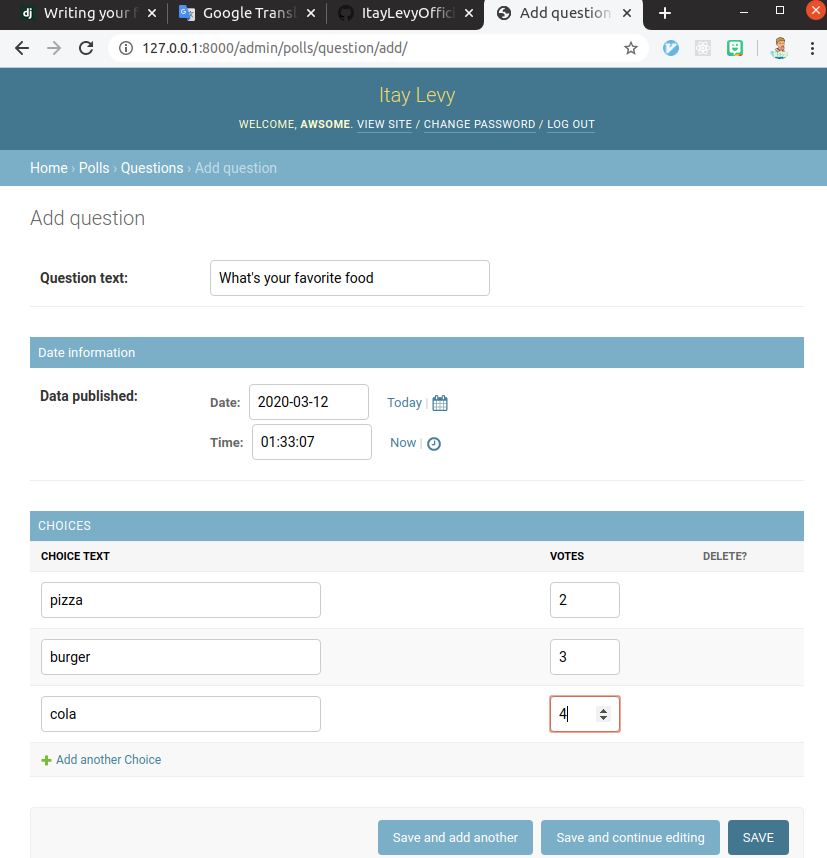 dj Writing your f
Google Transl
ItayLevyOffici
Add question
127.0.0.1:8000/admin/polls/question/add/
Itay Levy
WELCOME, AWSOME. VIEW SITE / CHANGE PASSWORD / LOG OUT
Home › Polls › Questions › Add question
Add question
Question text: What's your favorite food
Date information
Data published: Date: 2020-03-12 Today |
Time: 01:33:07 Now |
CHOICES
CHOICE TEXT VOTES DELETE?
pizza 2
burger 3
cola 4
Add another Choice
Save and add another Save and continue editing SAVE